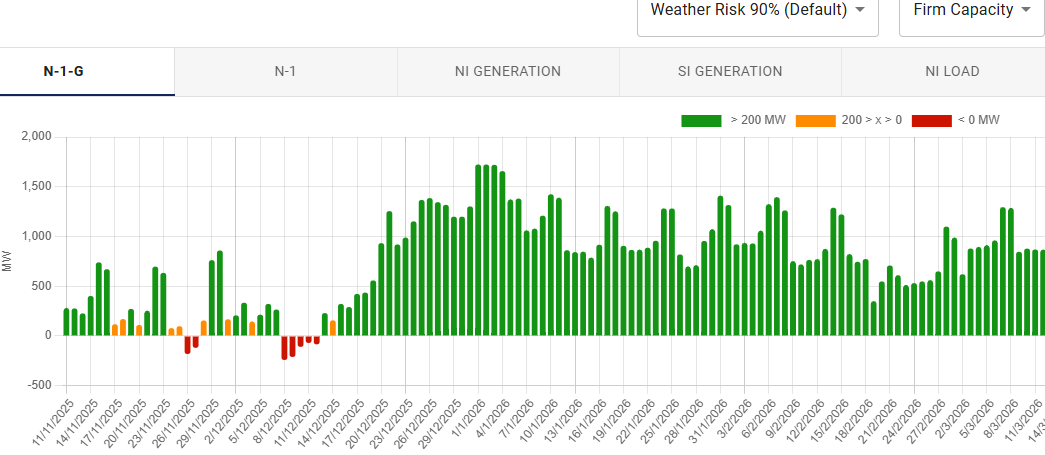 Weather Risk 90% (Default) Firm Capacity
N-1-G N-1 NI GENERATION SI GENERATION NI LOAD
> 200 MW 200 > x > 0 < 0 MW
2,000
1,500
1,000
500
0
-500
MW
11/11/2025 14/11/2025 17/11/2025 20/11/2025 23/11/2025 26/11/2025 29/11/2025 2/12/2025 5/12/2025 8/12/2025 11/12/2025 14/12/2025 17/12/2025 20/12/2025 23/12/2025 26/12/2025 29/12/2025 1/1/2026 4/1/2026 7/1/2026 10/1/2026 13/1/2026 16/1/2026 19/1/2026 22/1/2026 25/1/2026 28/1/2026 31/1/2026 3/2/2026 6/2/2026 9/2/2026 12/2/2026 15/2/2026 18/2/2026 21/2/2026 24/2/2026 27/2/2026 2/3/2026 5/3/2026 8/3/2026 11/3/2026 14/3